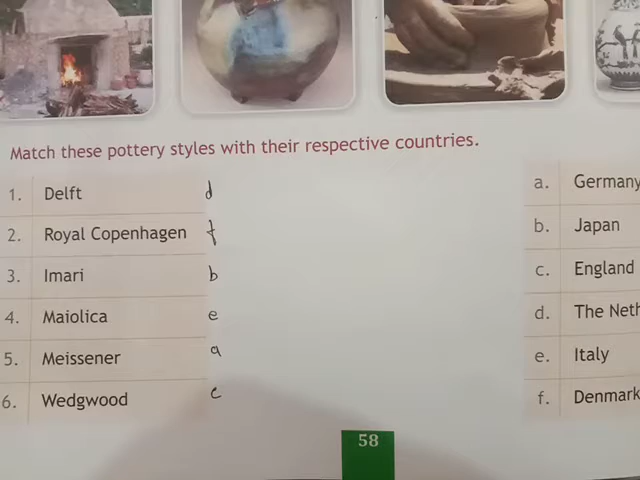 Match these pottery styles with their respective countries.
1. Delft d a. Germany
2. Royal Copenhagen f b. Japan
3. Imari b c. England
4. Maiolica e d. The Neth
5. Meissener a e. Italy
6. Wedgwood c f. Denmark
58